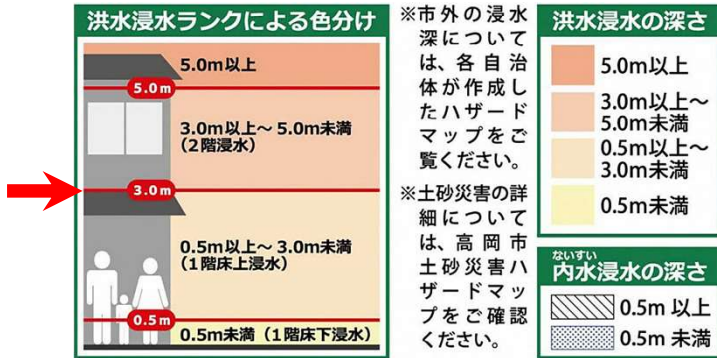 洪水浸水ランクによる色分け
5.0m以上
5.0m
3.0m以上～5.0m未満
（2階浸水）
3.0m
0.5m以上～3.0m未満
（1階床上浸水）
0.5m
0.5m未満（1階床下浸水）
※市外の浸水
深について
は、各自治
体が作成し
たハザード
マップをご
覧ください。
※土砂災害の詳
細について
は、高岡市
土砂災害ハ
ザードマッ
プをご確認
ください。
洪水浸水の深さ
5.0m以上
3.0m以上～
5.0m未満
0.5m以上～
3.0m未満
0.5m未満
ないすい
内水浸水の深さ
0.5m 以上
0.5m 未満